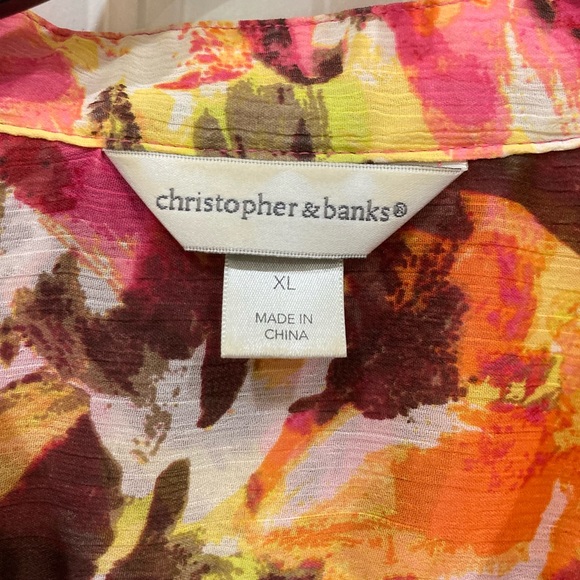 christopher & banks®
XL
MADE IN
CHINA